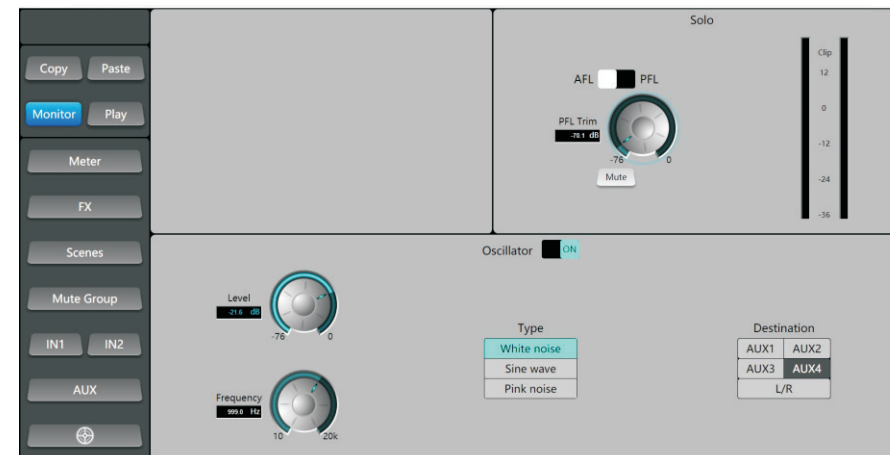 Copy Paste
Monitor Play
Meter
FX
Scenes
Mute Group
IN1 IN2
AUX
Solo
AFL PFL
PFL Trim
-70.1 dB
-76 0
Mute
Clip
12
0
-12
-24
-36
Oscillator ON
Level
-21.6 dB
-76 0
Frequency
999.0 Hz
10 20k
Type
White noise
Sine wave
Pink noise
Destination
AUX1 AUX2
AUX3 AUX4
L/R